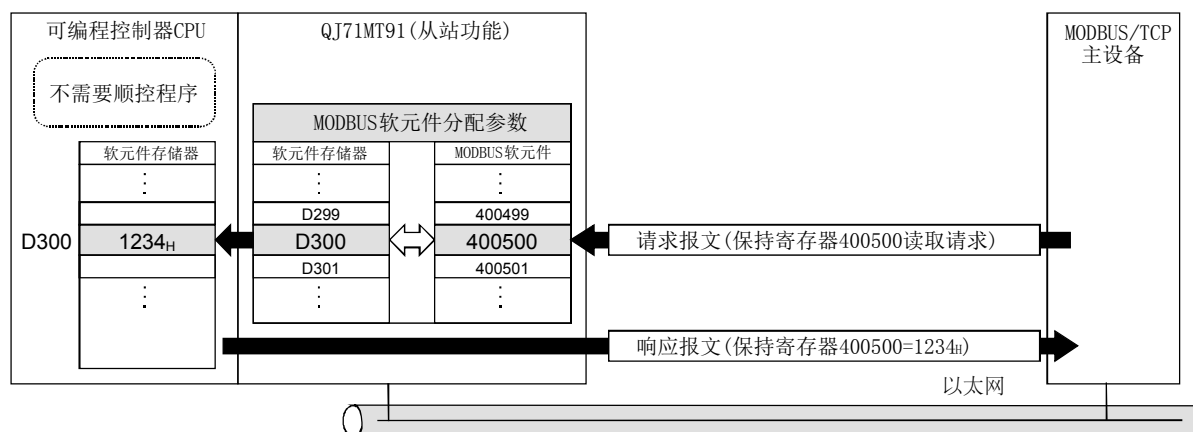 可编程控制器CPU
QJ71MT91(从站功能)
MODBUS/TCP
主设备
不需要顺控程序
MODBUS软元件分配参数
软元件存储器
软元件存储器
MODBUS软元件
D299
400499
D300
1234H
D300
400500
请求报文(保持寄存器400500读取请求)
D301
400501
响应报文(保持寄存器400500=1234H)
以太网